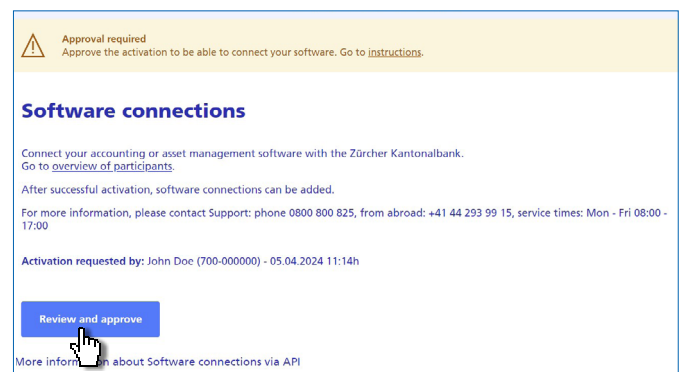 Approval required
Approve the activation to be able to connect your software. Go to instructions.
Software connections
Connect your accounting or asset management software with the Zürcher Kantonalbank.
Go to overview of participants.
After successful activation, software connections can be added.
For more information, please contact Support: phone 0800 800 825, from abroad: +41 44 293 99 15, service times: Mon - Fri 08:00 -
17:00
Activation requested by: John Doe (700-000000) - 05.04.2024 11:14h
Review and approve
More information about Software connections via API